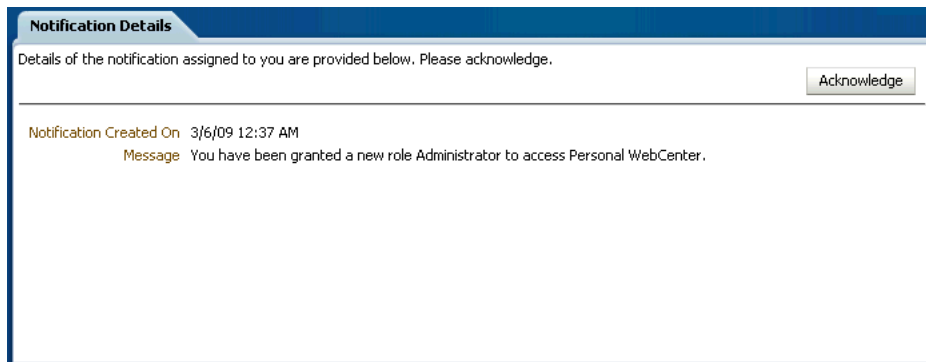 Notification Details
Details of the notification assigned to you are provided below. Please acknowledge.
Acknowledge
Notification Created On 3/6/09 12:37 AM
Message You have been granted a new role Administrator to access Personal WebCenter.